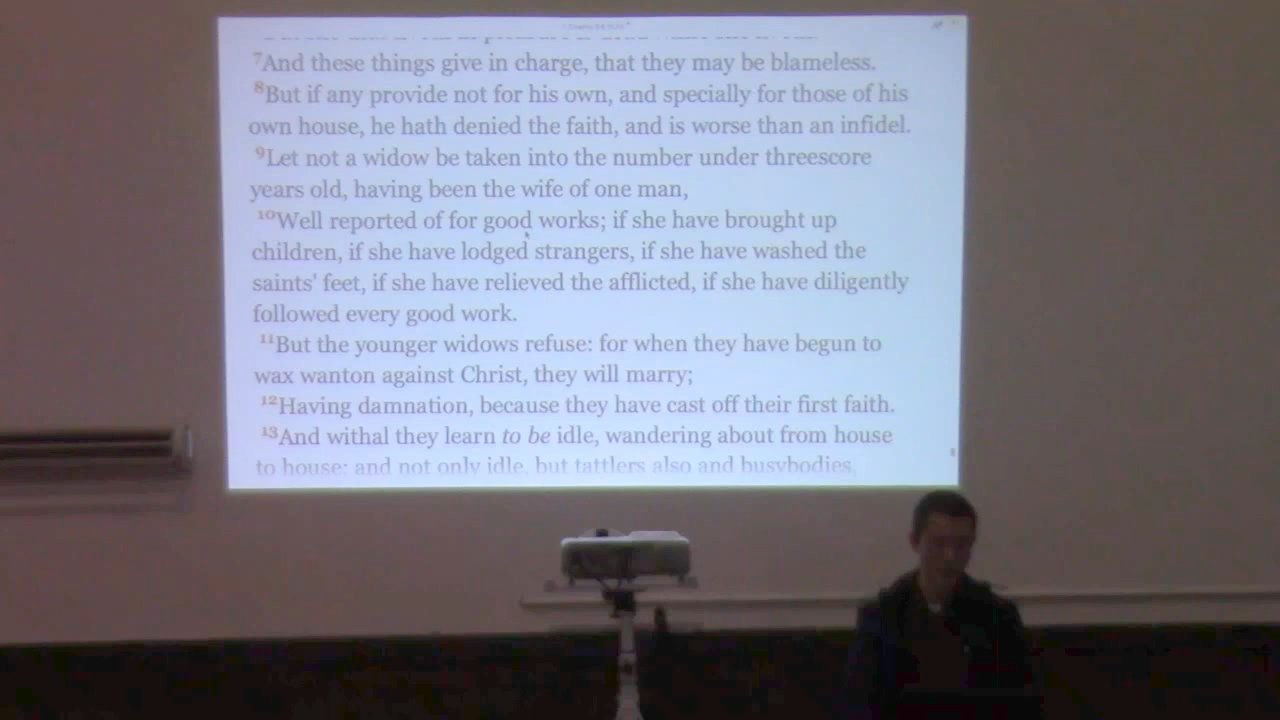 7And these things give in charge, that they may be blameless.
8But if any provide not for his own, and specially for those of his
own house, he hath denied the faith, and is worse than an infidel.
9Let not a widow be taken into the number under threescore
years old, having been the wife of one man,
10Well reported of for good works; if she have brought up
children, if she have lodged strangers, if she have washed the
saints' feet, if she have relieved the afflicted, if she have diligently
followed every good work.
11But the younger widows refuse: for when they have begun to
wax wanton against Christ, they will marry;
12Having damnation, because they have cast off their first faith.
13And withal they learn to be idle, wandering about from house
to house; and not only idle, but tattlers also and busybodies,